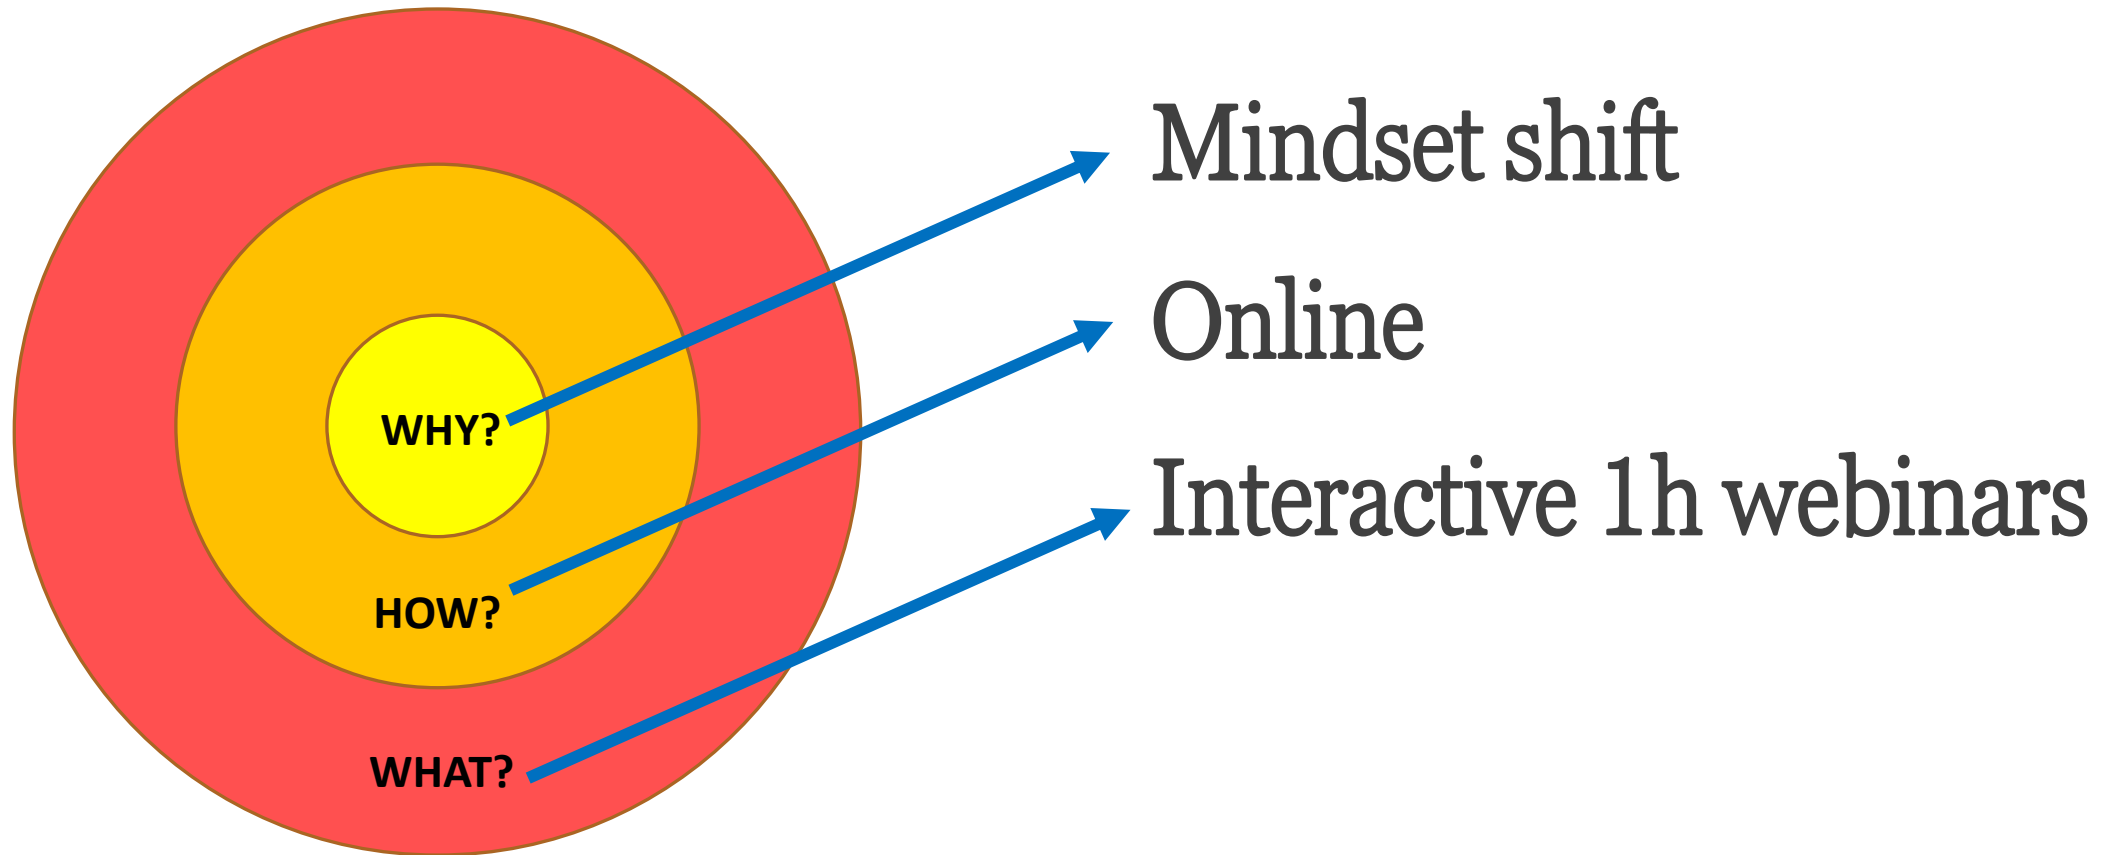 Mindset shift
Online
Interactive 1h webinars
WHY?
HOW?
WHAT?